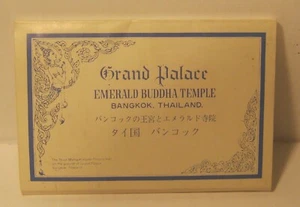 Grand Palace
EMERALD BUDDHA TEMPLE
BANGKOK, THAILAND.
バンコックの王宮とエメラルド寺院
タイ国 バンコック